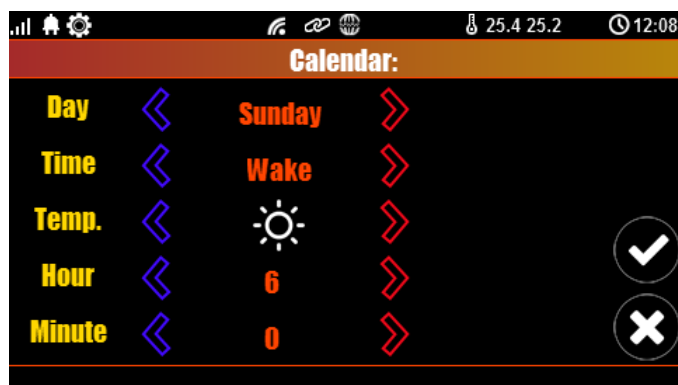 25.4 25.2 12:08
Calendar:
Day Sunday
Time Wake
Temp.
Hour 6
Minute 0